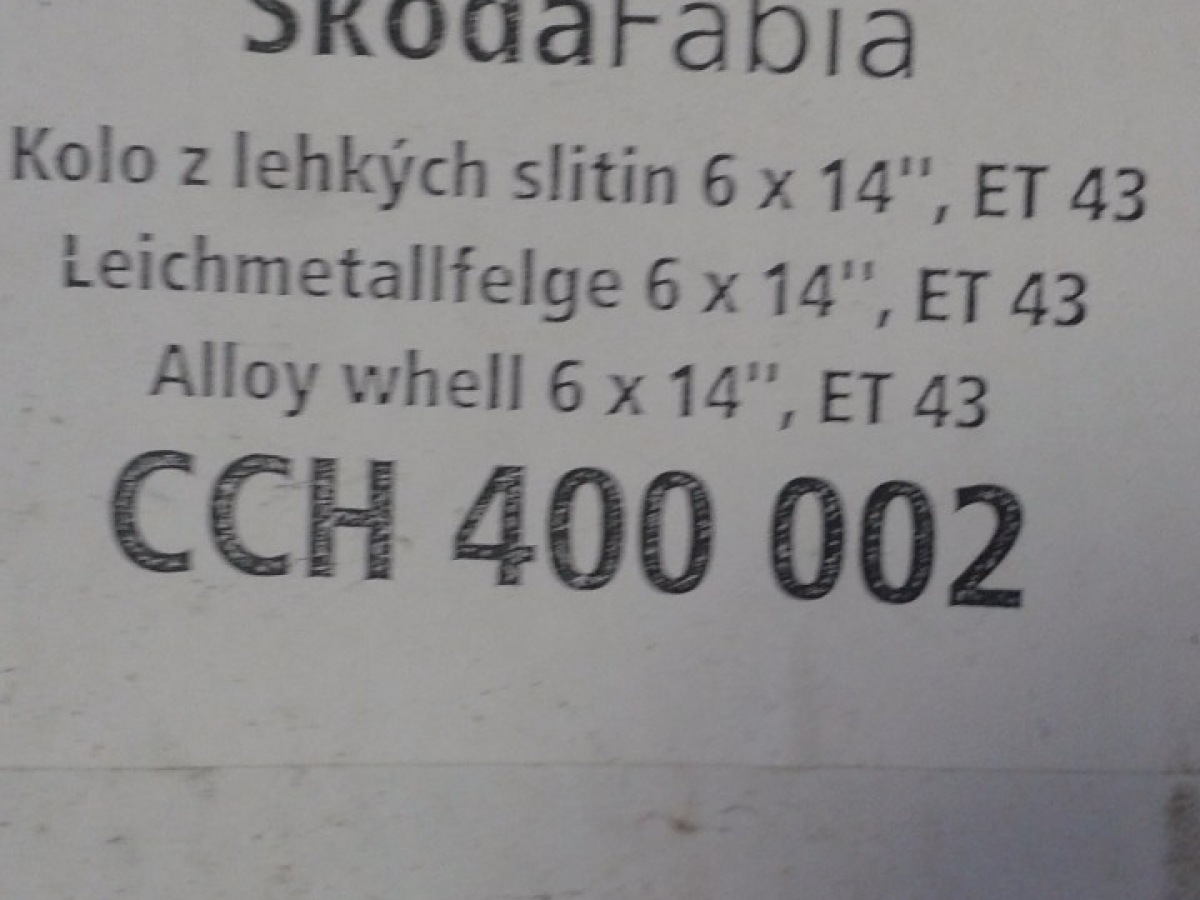 ŠkodaFabia
Kolo z lehkých slitin 6 x 14", ET 43
Leichmetallfelge 6 x 14", ET 43
Alloy whell 6 x 14", ET 43
CCH 400 002